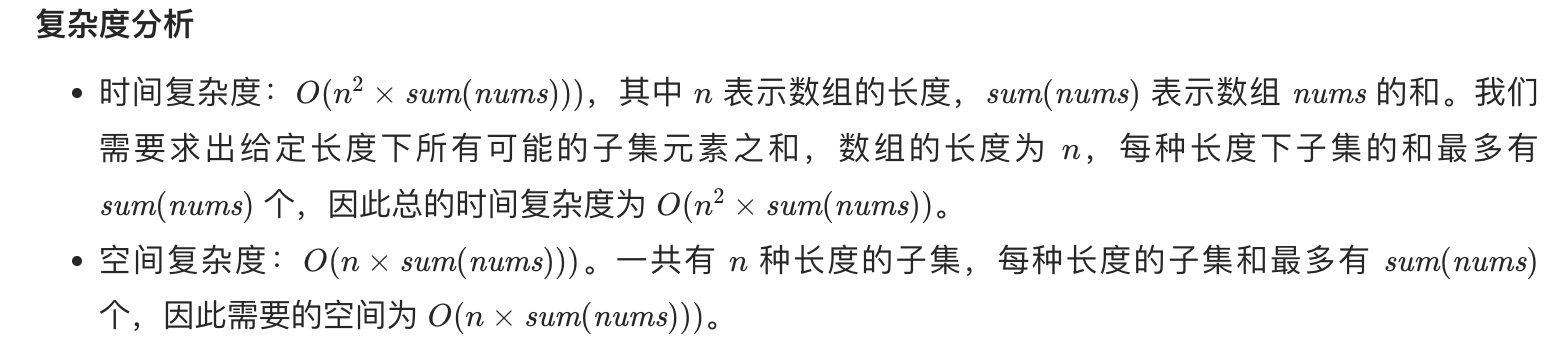 复杂度分析
• 时间复杂度：O(n² × sum(nums)))，其中 n 表示数组的长度，sum(nums) 表示数组 nums 的和。我们
需要求出给定长度下所有可能的子集元素之和，数组的长度为 n，每种长度下子集的和最多有
sum(nums) 个，因此总的时间复杂度为 O(n² × sum(nums))。
• 空间复杂度：O(n × sum(nums)))。一共有 n 种长度的子集，每种长度的子集和最多有 sum(nums)
个，因此需要的空间为 O(n × sum(nums)))。